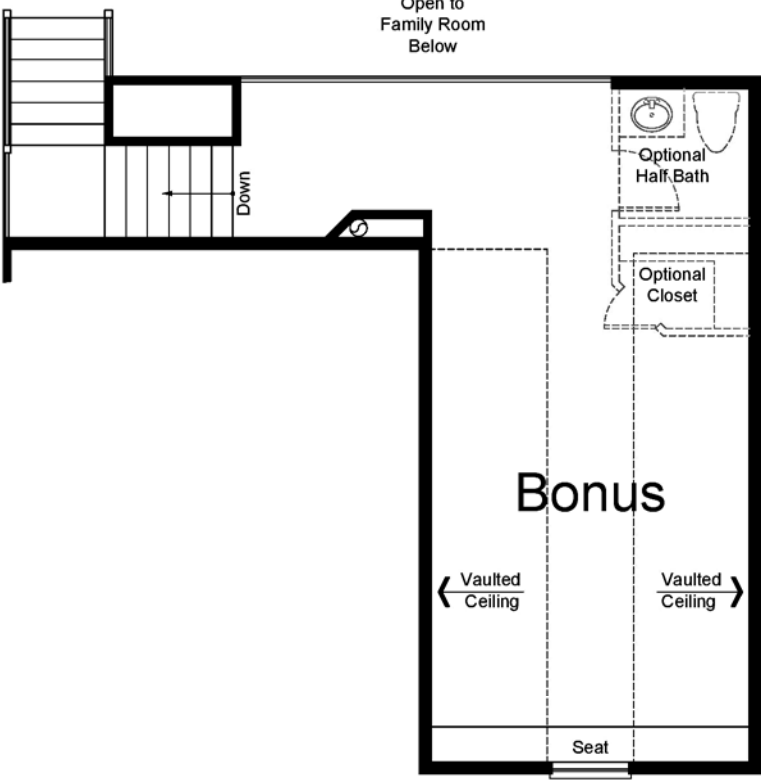 Open to
Family Room
Below
Optional
Half Bath
Down
Optional
Closet
Bonus
Vaulted
Ceiling
Vaulted
Ceiling
Seat